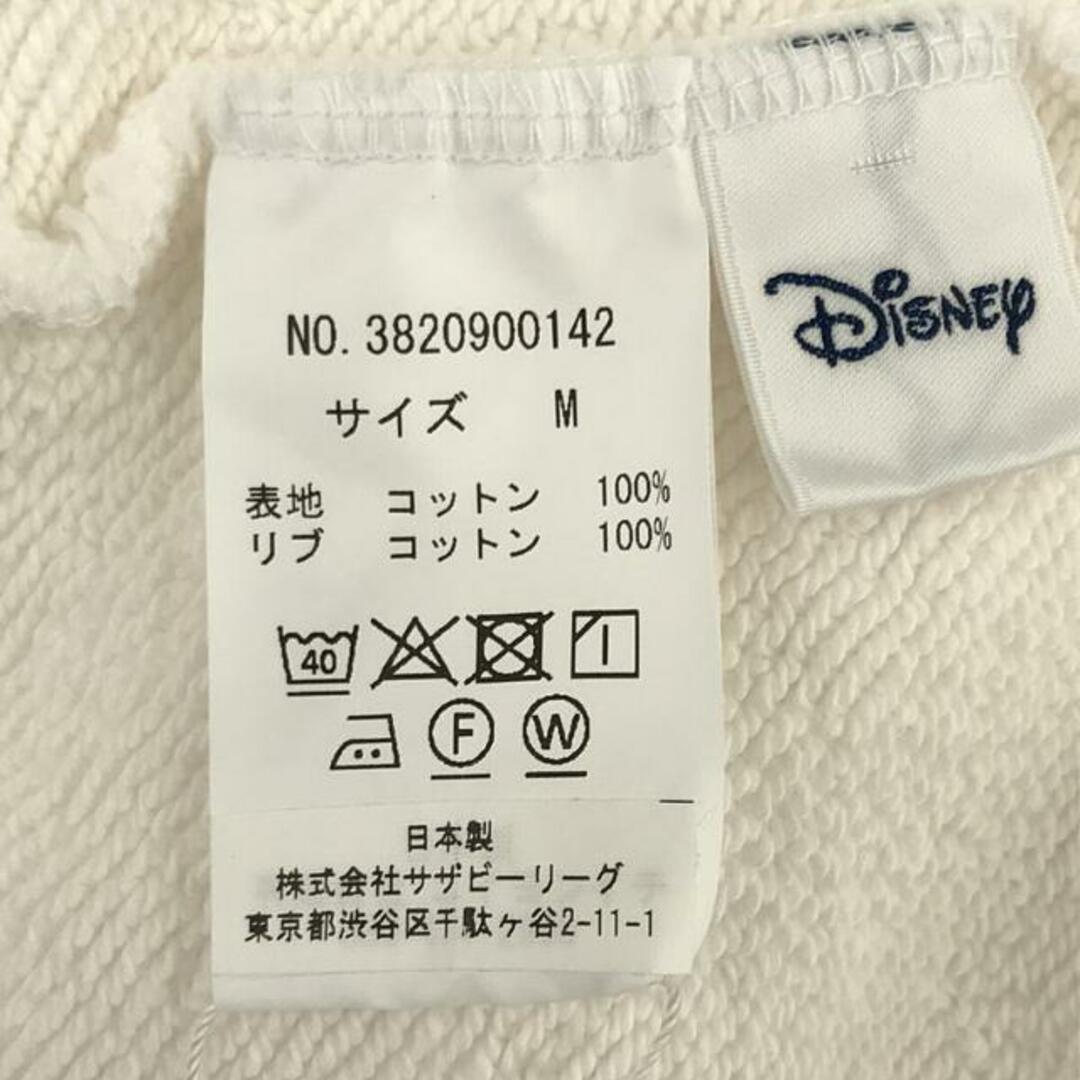 NO. 3820900142
サイズ M
表地 コットン 100%
リブ コットン 100%
40
F W
日本製
株式会社サザビーリーグ
東京都渋谷区千駄ヶ谷2-11-1
Disney